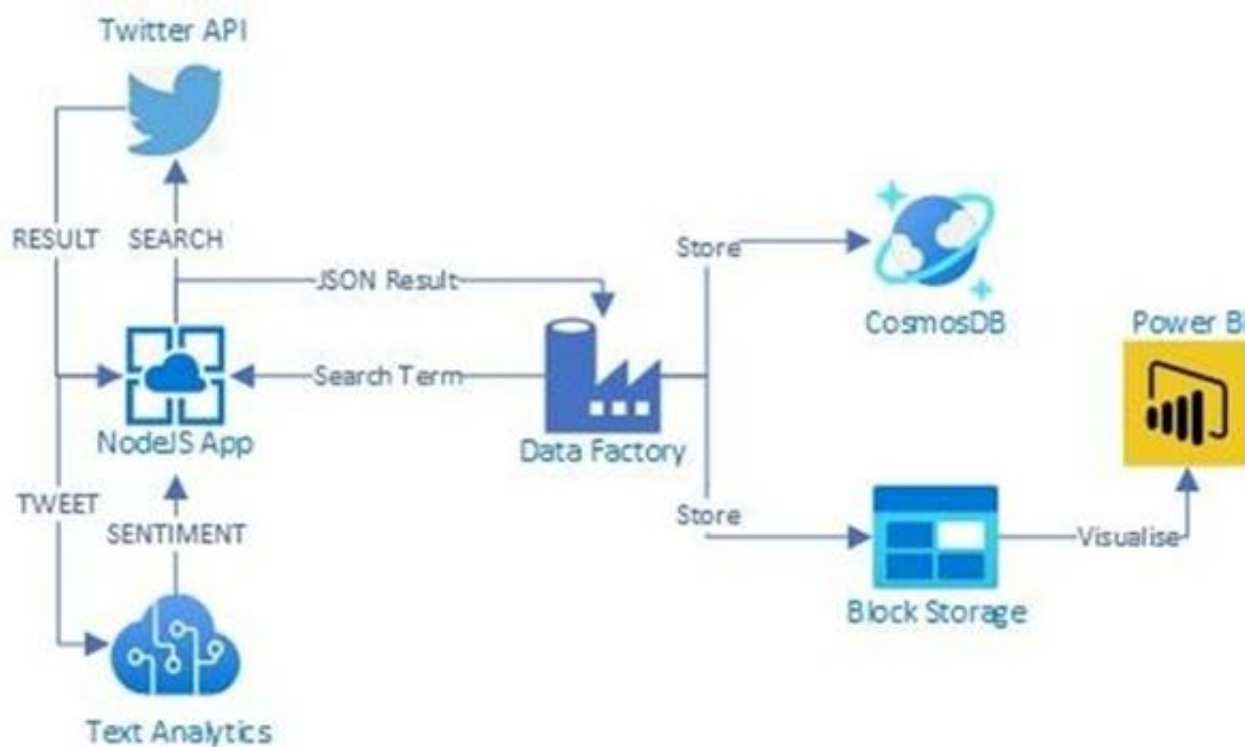 Twitter API
RESULT
SEARCH
JSON Result
Store
CosmosDB
Power BI
Search Term
NodeJS App
Data Factory
TWEET
SENTIMENT
Store
Visualise
Block Storage
Text Analytics